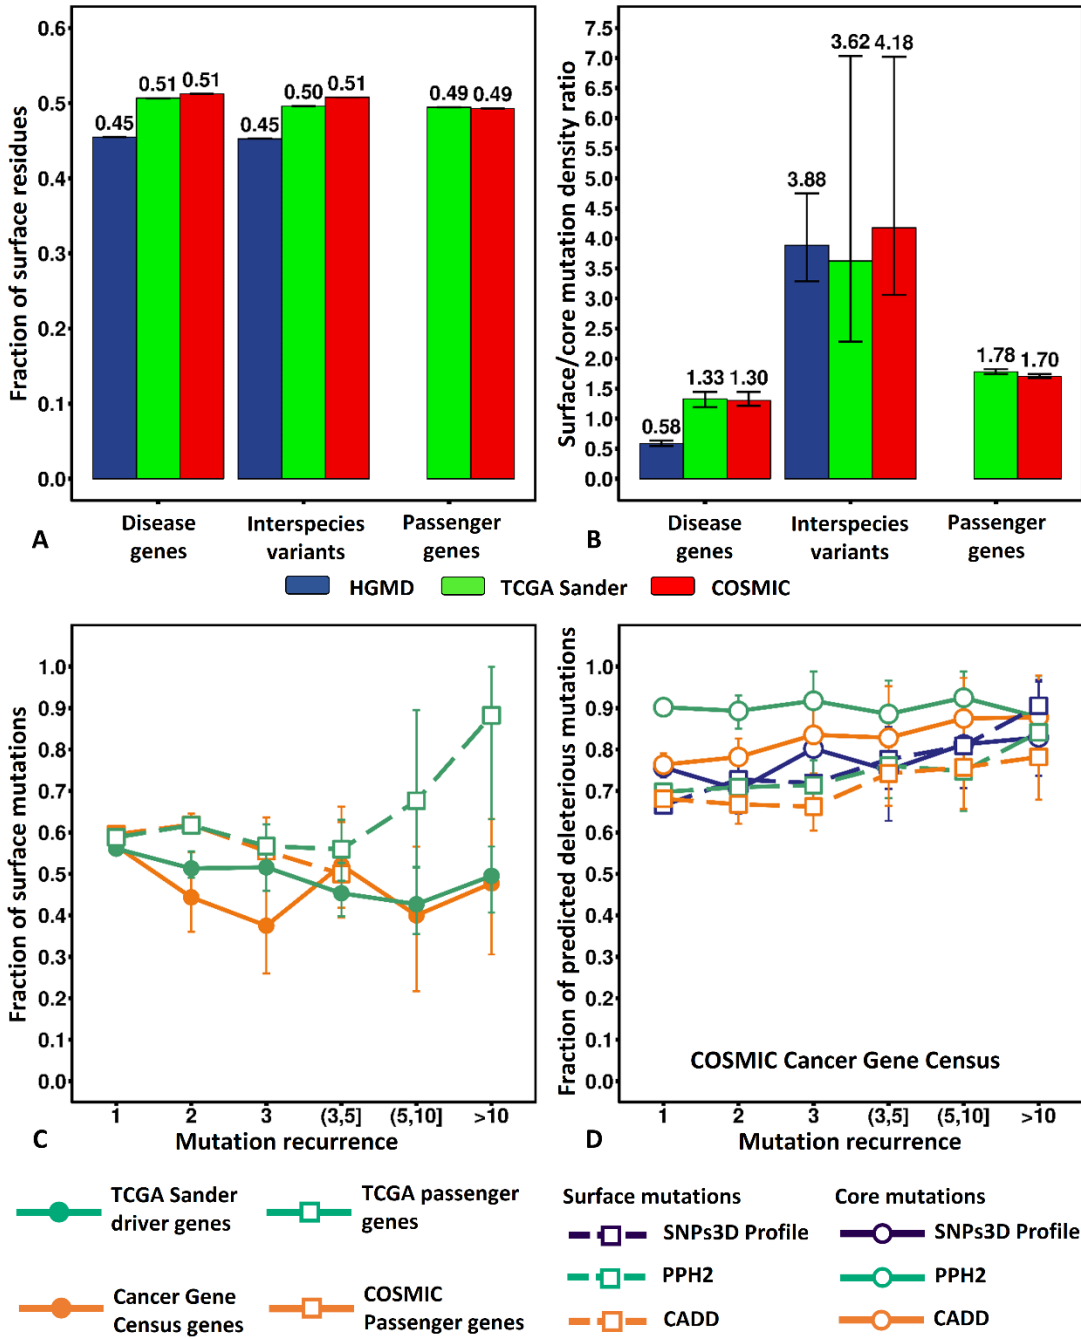 Fraction of surface residues
0.6
0.5
0.4
0.3
0.2
0.1
0.0
0.45
0.51
0.51
0.45
0.50
0.51
0.49
0.49
Disease genes
Interspecies variants
Passenger genes
A
Surface/core mutation density ratio
7.5
7.0
6.5
6.0
5.5
5.0
4.5
4.0
3.5
3.0
2.5
2.0
1.5
1.0
0.5
0.0
0.58
1.33
1.30
3.88
3.62
4.18
1.78
1.70
Disease genes
Interspecies variants
Passenger genes
B
HGMD
TCGA Sander
COSMIC
Fraction of surface mutations
1.0
0.9
0.8
0.7
0.6
0.5
0.4
0.3
0.2
0.1
0.0
1
2
3
(3,5]
(5,10]
>10
Mutation recurrence
C
Fraction of predicted deleterious mutations
1.0
0.9
0.8
0.7
0.6
0.5
0.4
0.3
0.2
0.1
0.0
COSMIC Cancer Gene Census
1
2
3
(3,5]
(5,10]
>10
Mutation recurrence
D
TCGA Sander
driver genes
TCGA passenger
genes
Cancer Gene
Census genes
COSMIC
Passenger genes
Surface mutations
SNPs3D Profile
PPH2
CADD
Core mutations
SNPs3D Profile
PPH2
CADD